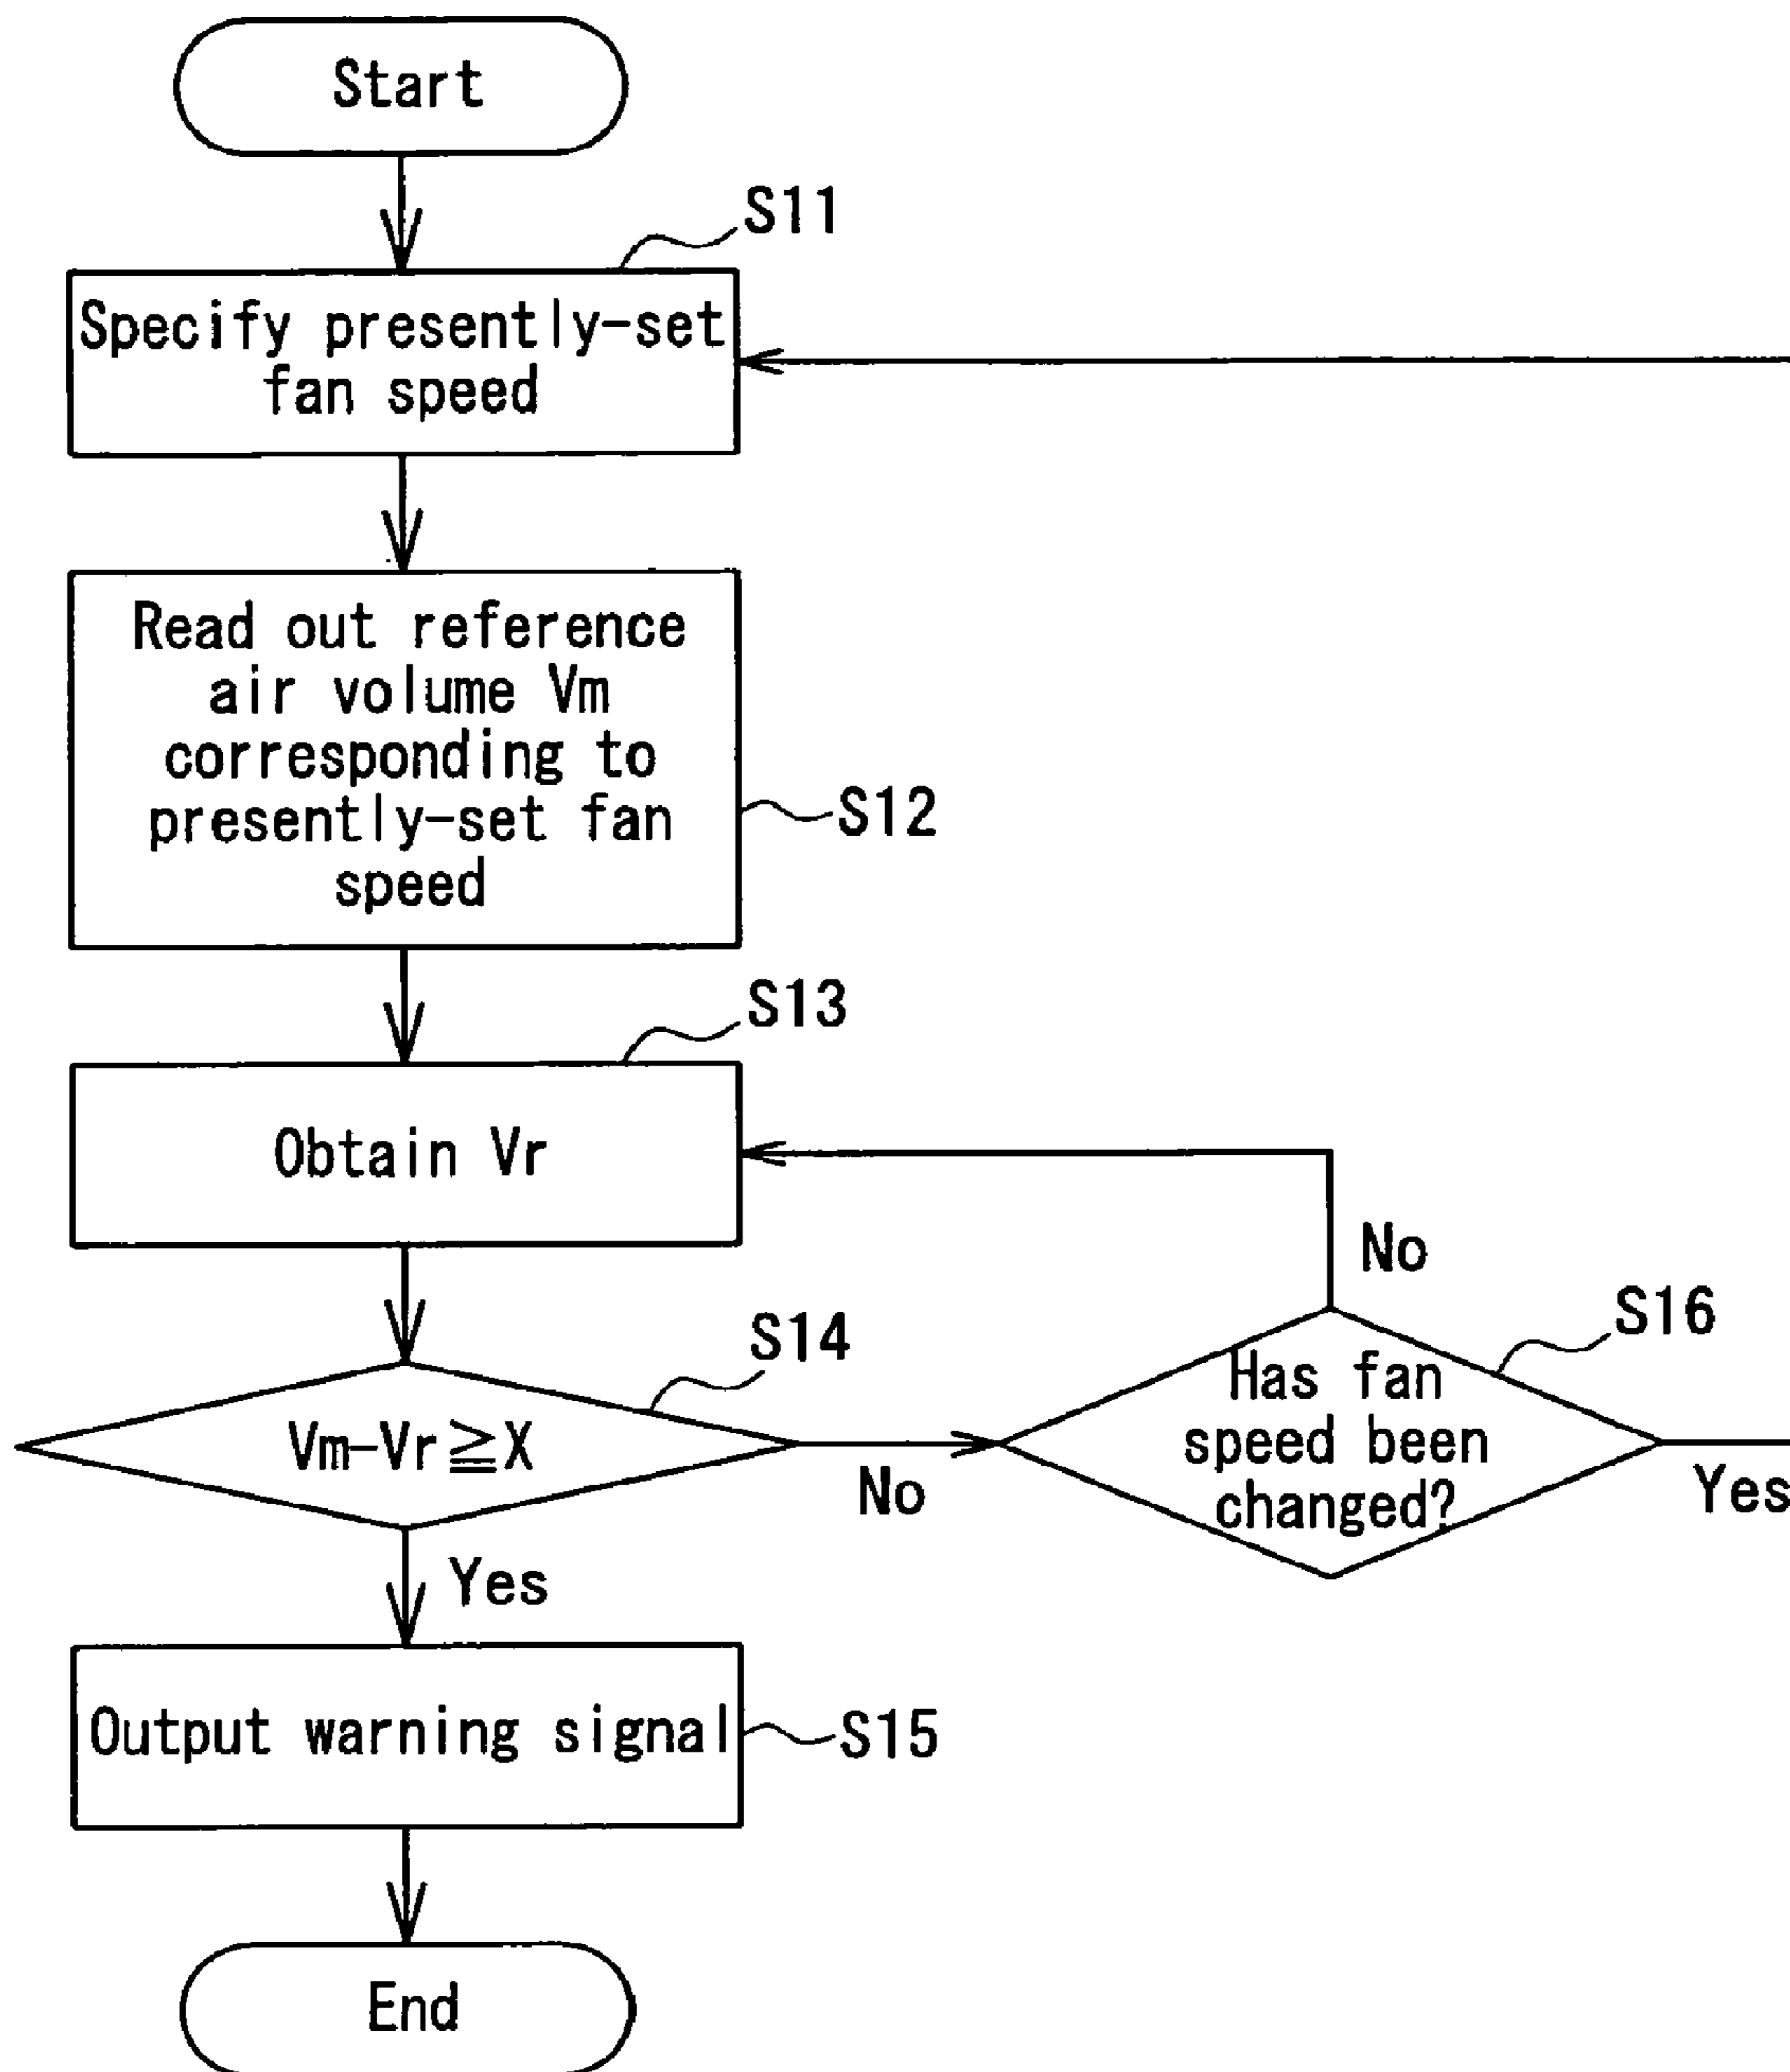 Start
S11
Specify presently-set
fan speed
Read out reference
air volume Vm
corresponding to
presently-set fan
speed
S12
S13
Obtain Vr
No
S14
S16
Vm-Vr≧X
Has fan
speed been
changed?
No
Yes
Yes
Output warning signal
S15
End